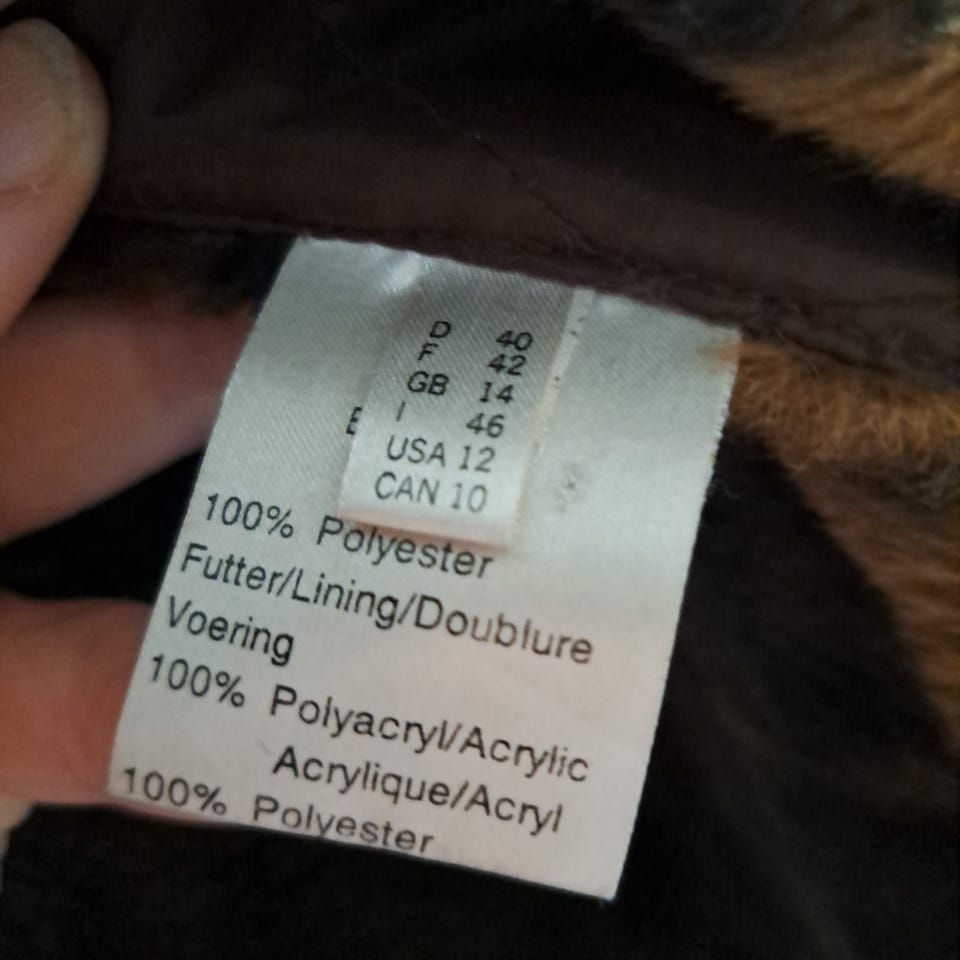 D 40
F 42
GB 14
I 46
USA 12
CAN 10
100% Polyester
Futter/Lining/Doublure
Voering
100% Polyacryl/Acrylic
Acrylique/Acryl
100% Polyester